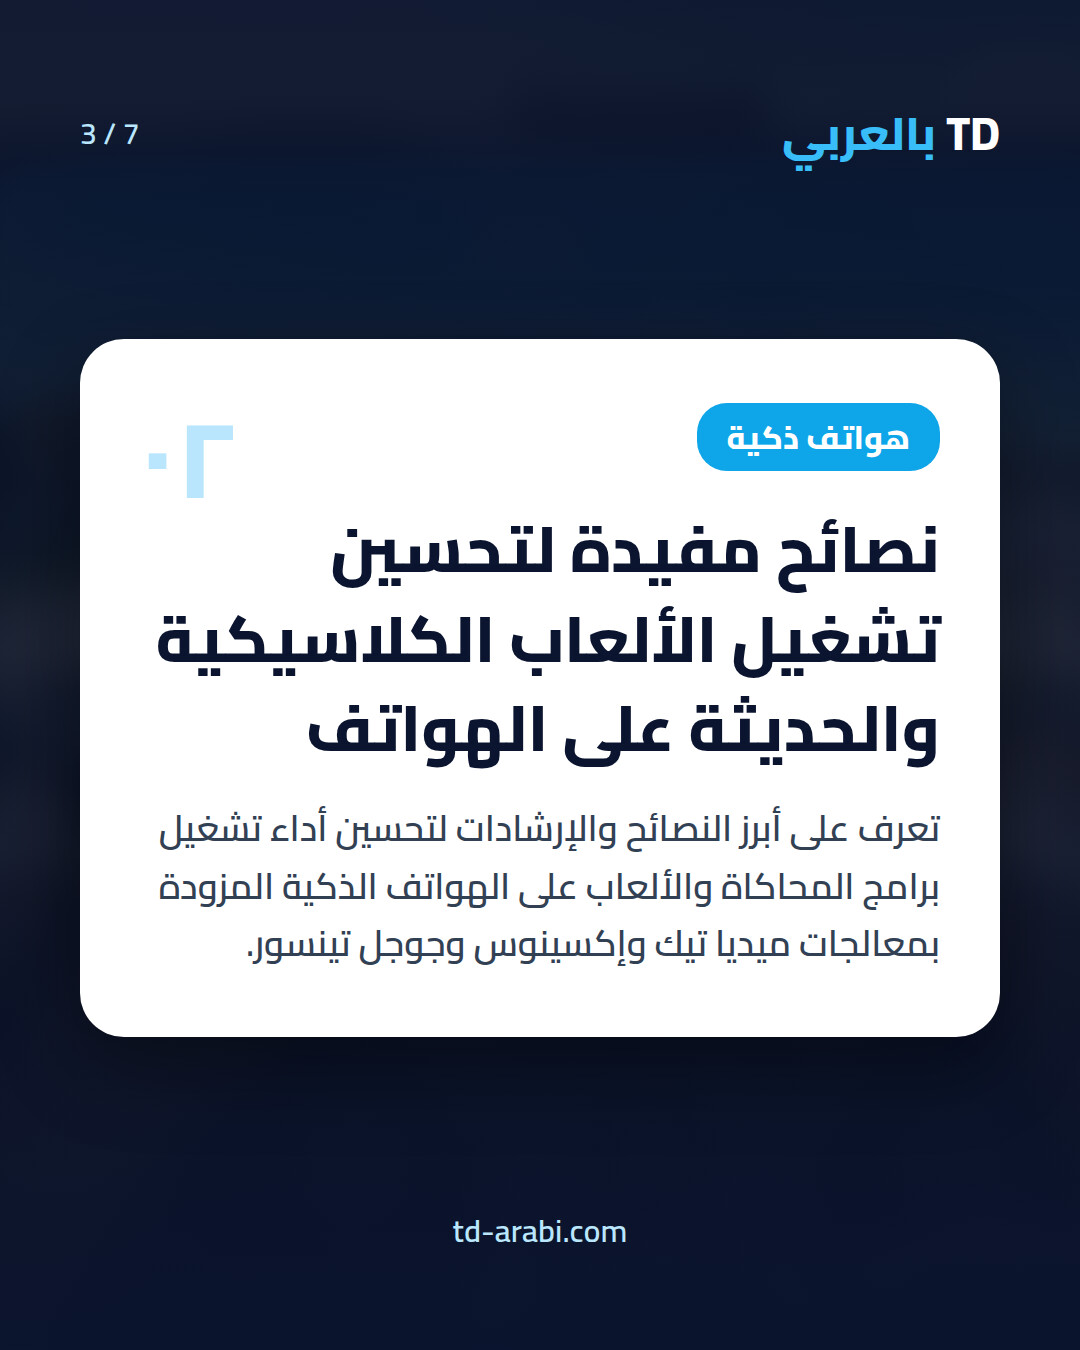 TD بالعربي
3 / 7
هواتف ذكية
٠٢
نصائح مفيدة لتحسين
تشغيل الألعاب الكلاسيكية
والحديثة على الهواتف
تعرف على أبرز النصائح والإرشادات لتحسين أداء تشغيل
برامج المحاكاة والألعاب على الهواتف الذكية المزودة
بمعالجات ميديا تيك وإكسينوس وجوجل تينسور.
td-arabi.com